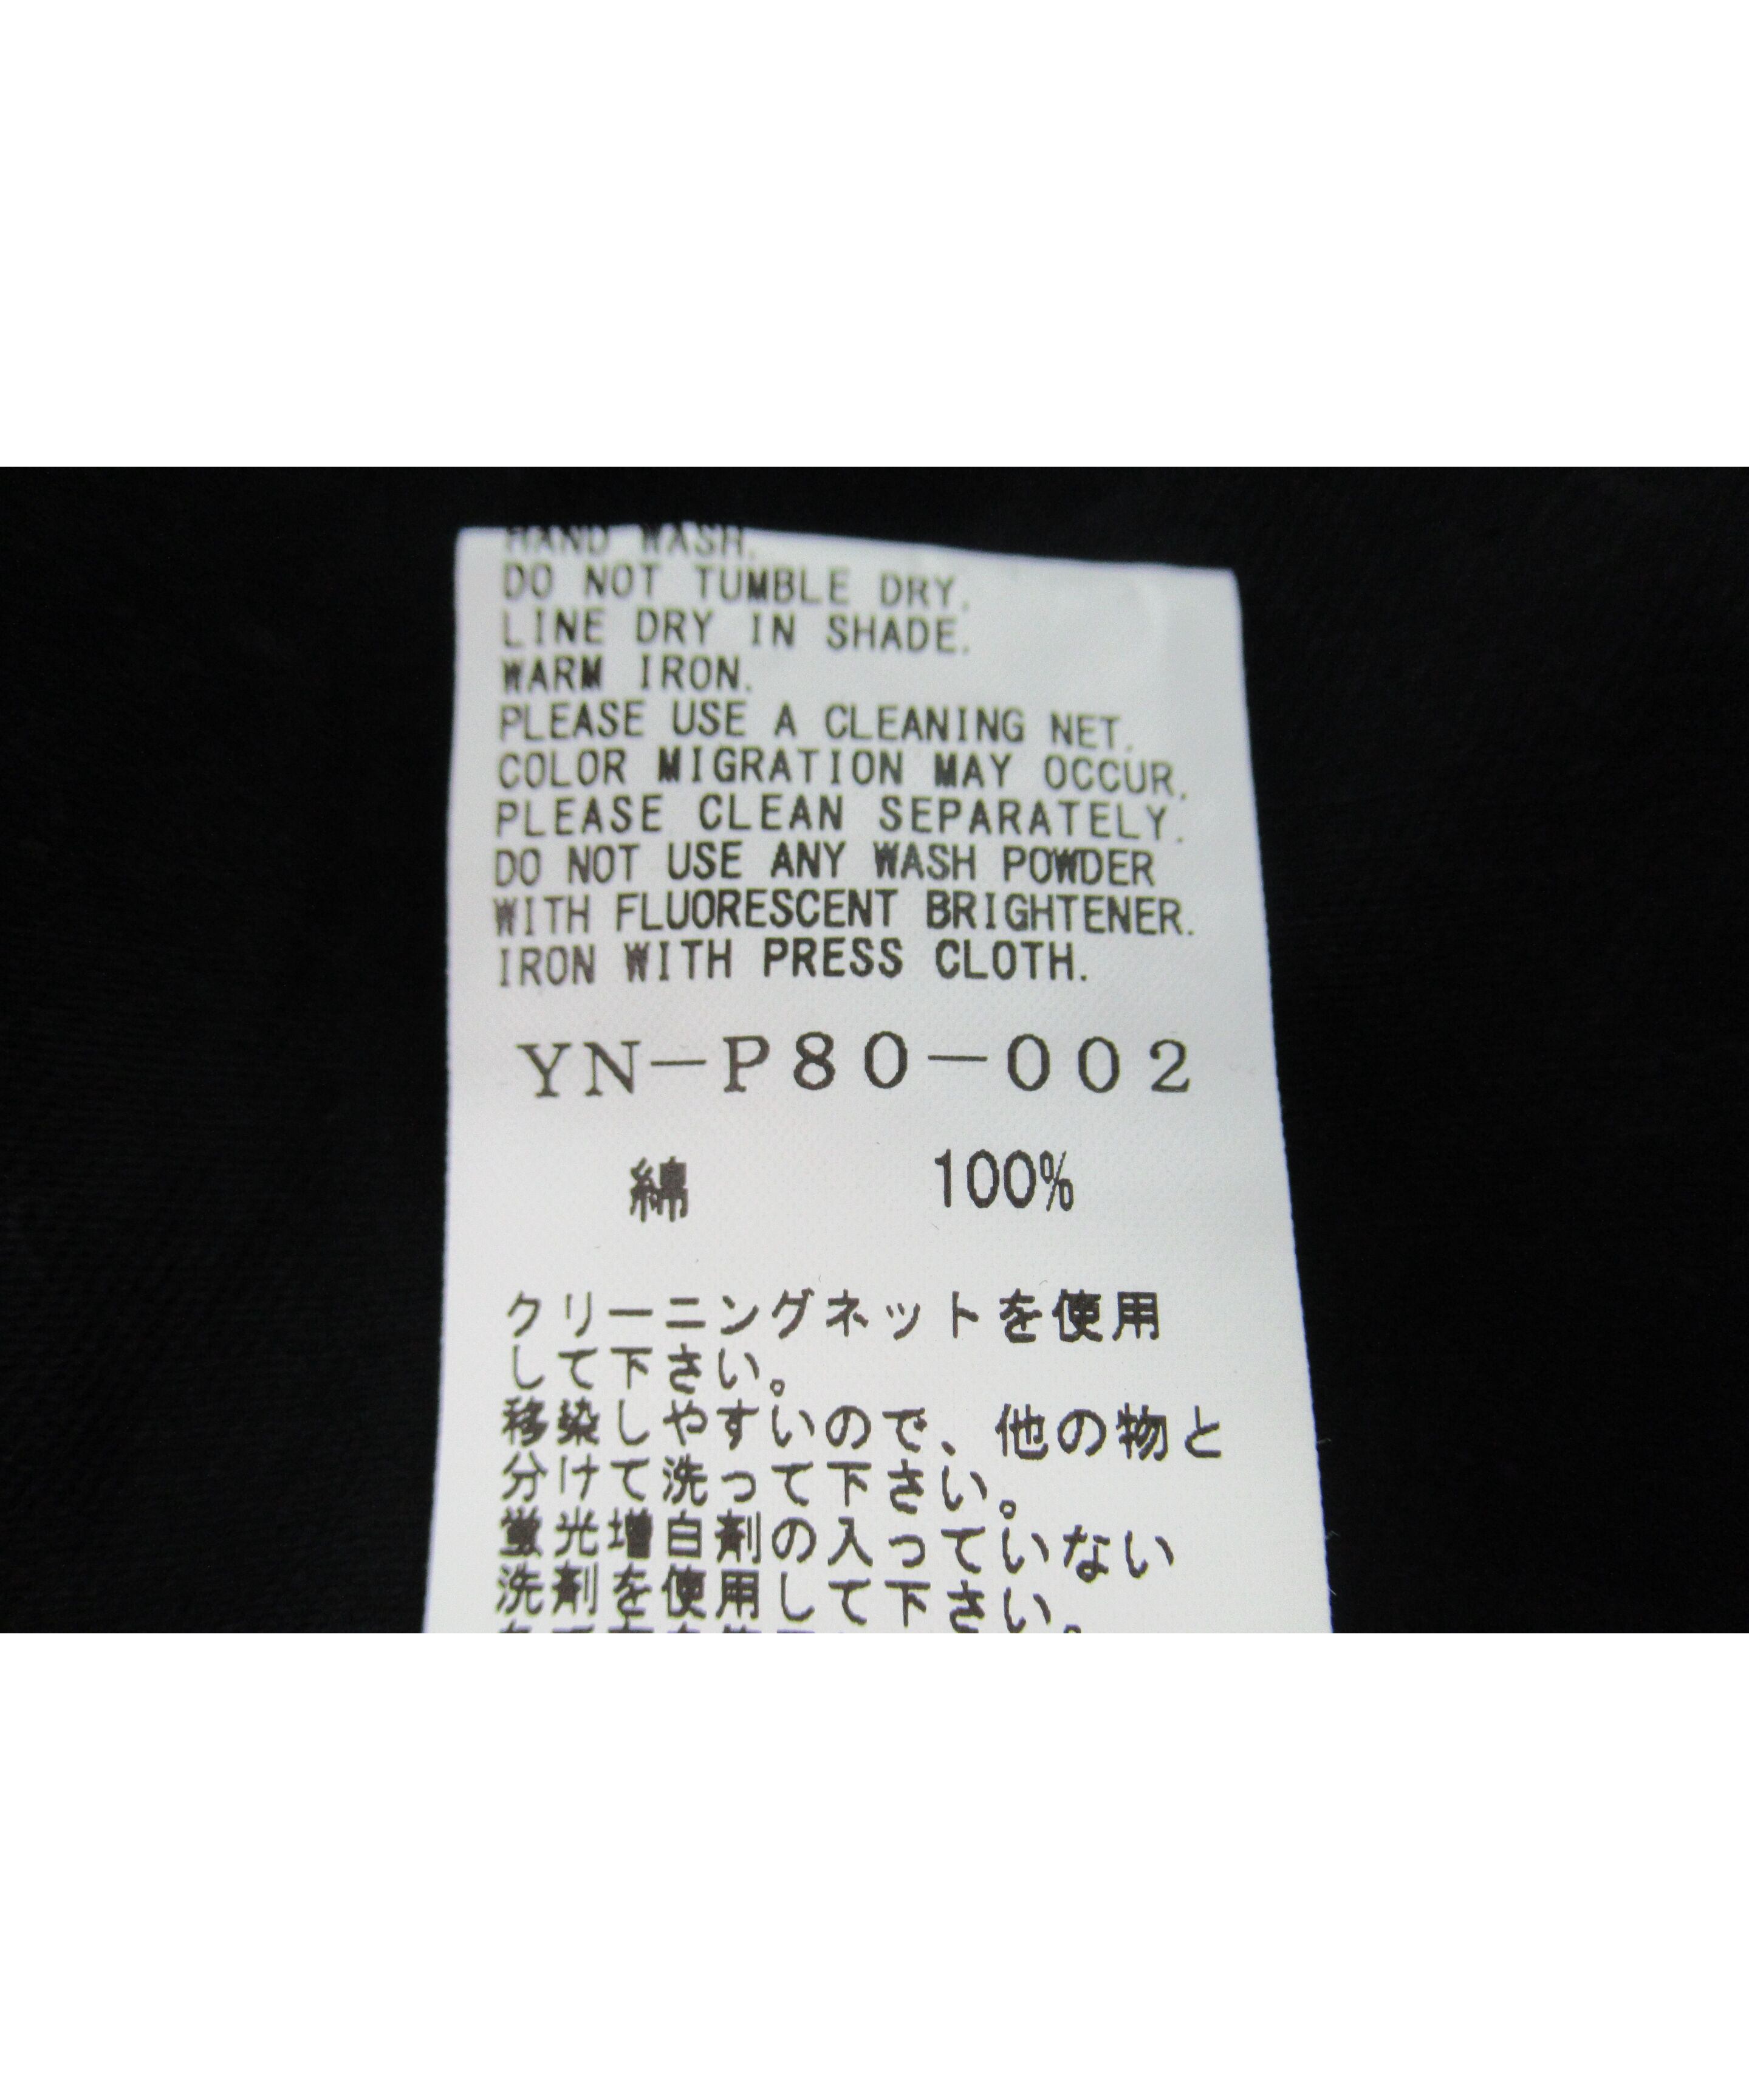 HAND WASH.
DO NOT TUMBLE DRY.
LINE DRY IN SHADE.
WARM IRON.
PLEASE USE A CLEANING NET.
COLOR MIGRATION MAY OCCUR.
PLEASE CLEAN SEPARATELY.
DO NOT USE ANY WASH POWDER
WITH FLUORESCENT BRIGHTENER.
IRON WITH PRESS CLOTH.
YN-P80-002
綿 100%
クリーニングネットを使用
して下さい。
移染しやすいので、他の物と
分けて洗って下さい。
蛍光増白剤の入っていない
洗剤を使用して下さい。